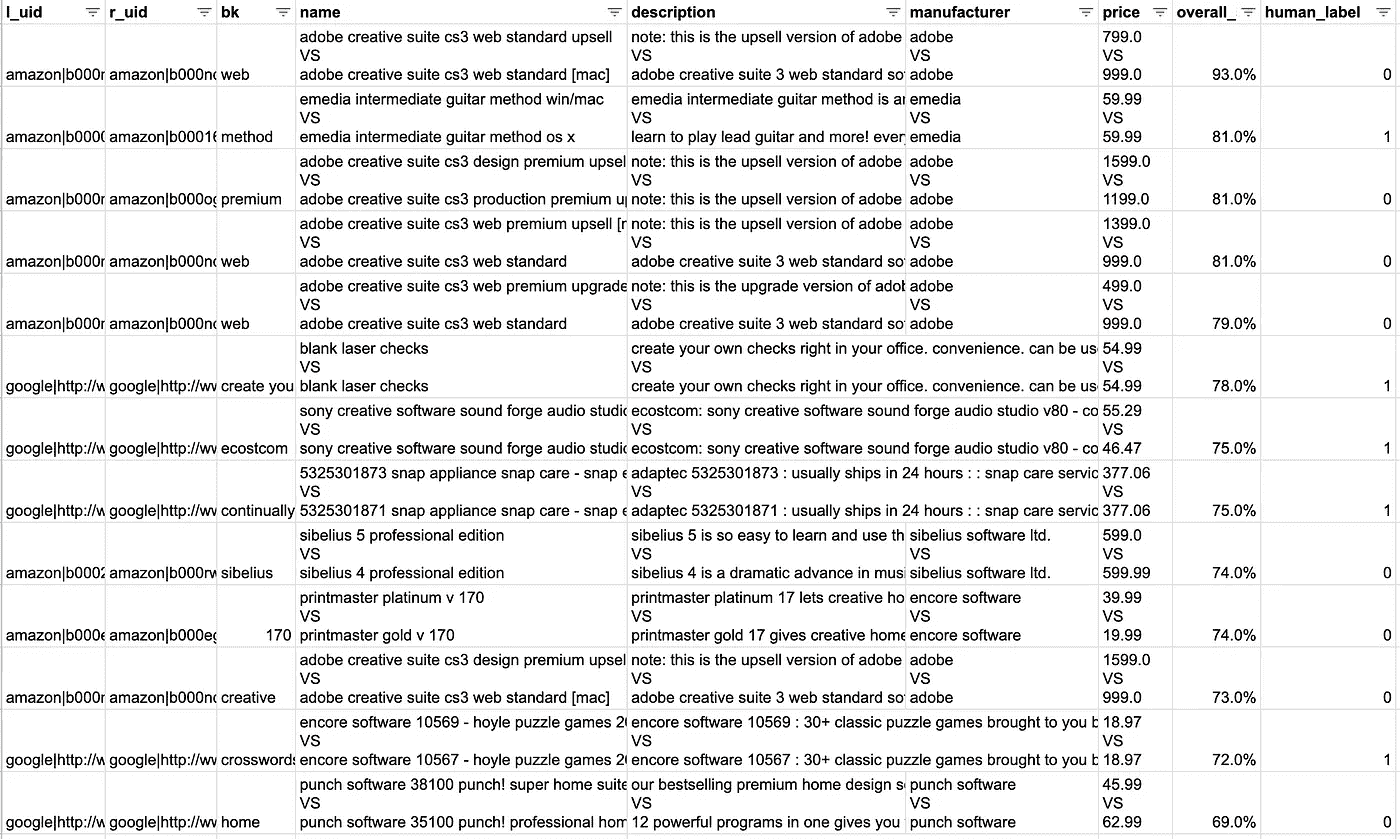 l_uid r_uid bk name description manufacturer price overall_ human_label
adobe creative suite cs3 web standard upsell note: this is the upsell version of adobe adobe 799.0
VS VS VS
amazon|b000r amazon|b000nc web adobe creative suite cs3 web standard [mac] adobe creative suite 3 web standard so adobe 999.0 93.0% 0
emedia intermediate guitar method win/mac emedia intermediate guitar method is ar emedia 59.99
VS VS VS
amazon|b0000 amazon|b00016 method emedia intermediate guitar method os x learn to play lead guitar and more! ever emedia 59.99 81.0% 1
adobe creative suite cs3 design premium upsel note: this is the upsell version of adobe adobe 1599.0
VS VS VS
amazon|b000r amazon|b000og premium adobe creative suite cs3 production premium u note: this is the upsell version of adobe adobe 1199.0 81.0% 0
adobe creative suite cs3 web premium upsell [r note: this is the upsell version of adobe adobe 1399.0
VS VS VS
amazon|b000r amazon|b000nc web adobe creative suite cs3 web standard adobe creative suite 3 web standard so adobe 999.0 81.0% 0
adobe creative suite cs3 web premium upgrade note: this is the upgrade version of adob adobe 499.0
VS VS VS
amazon|b000r amazon|b000nc web adobe creative suite cs3 web standard adobe creative suite 3 web standard so adobe 999.0 79.0% 0
blank laser checks create your own checks right in your office. convenience. can be us 54.99
VS VS VS
google|http://w google|http://ww create you blank laser checks create your own checks right in your office. convenience. can be us 54.99 78.0% 1
sony creative software sound forge audio studio ecostcom: sony creative software sound forge audio studio v80 - co 55.29
VS VS VS
google|http://w google|http://ww ecostcom sony creative software sound forge audio studio ecostcom: sony creative software sound forge audio studio v80 - co 46.47 75.0% 1
5325301873 snap appliance snap care - snap e adaptec 5325301873 : usually ships in 24 hours : : snap care servic 377.06
VS VS VS
google|http://w google|http://ww continually 5325301871 snap appliance snap care - snap e adaptec 5325301871 : usually ships in 24 hours : : snap care servic 377.06 75.0% 1
sibelius 5 professional edition sibelius 5 is so easy to learn and use th sibelius software ltd. 599.0
VS VS VS
amazon|b0002 amazon|b000rw sibelius sibelius 4 professional edition sibelius 4 is a dramatic advance in musi sibelius software ltd. 599.99 74.0% 0
printmaster platinum v 170 printmaster platinum 17 lets creative ho encore software 39.99
VS VS VS
amazon|b000e amazon|b000eg 170 printmaster gold v 170 printmaster gold 17 gives creative home encore software 19.99 74.0% 0
adobe creative suite cs3 design premium upsel note: this is the upsell version of adobe adobe 1599.0
VS VS VS
amazon|b000r amazon|b000nc creative adobe creative suite cs3 web standard [mac] adobe creative suite 3 web standard so adobe 999.0 73.0% 0
encore software 10569 - hoyle puzzle games 20 encore software 10569 : 30+ classic puzzle games brought to you b 18.97
VS VS VS
google|http://w google|http://ww crosswords encore software 10567 - hoyle puzzle games 20 encore software 10567 : 30+ classic puzzle games brought to you b 18.97 72.0% 1
punch software 38100 punch! super home suite our bestselling premium home design s punch software 45.99
VS VS VS
google|http://w google|http://ww home punch software 35100 punch! professional hom 12 powerful programs in one gives you punch software 62.99 69.0% 0